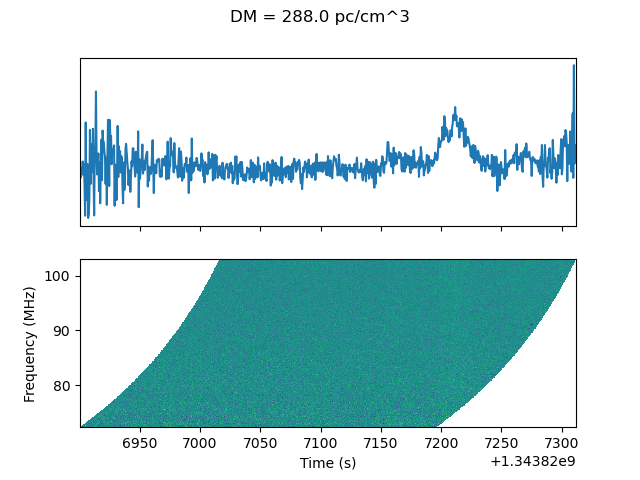 DM = 288.0 pc/cm^3
100
90
80
Frequency (MHz)
6950 7000 7050 7100 7150 7200 7250 7300
Time (s)
+1.34382e9